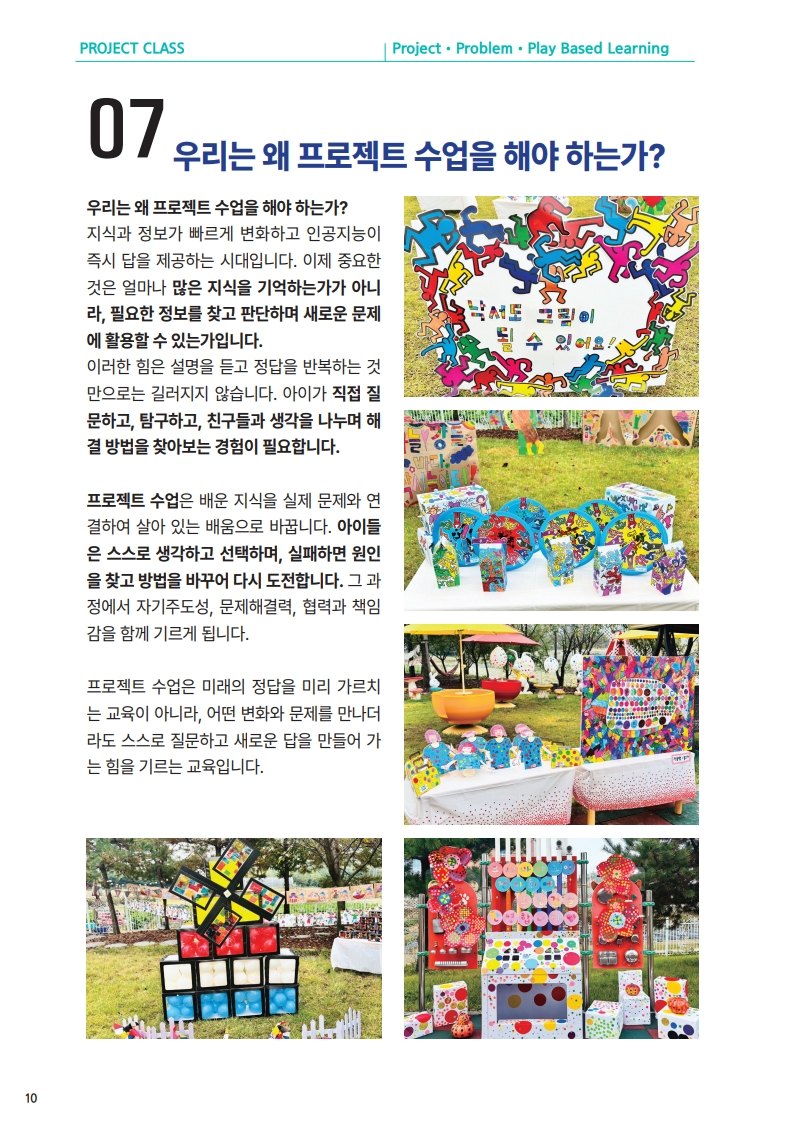 PROJECT CLASS
Project • Problem • Play Based Learning
07
우리는 왜 프로젝트 수업을 해야 하는가?
우리는 왜 프로젝트 수업을 해야 하는가?
지식과 정보가 빠르게 변화하고 인공지능이
즉시 답을 제공하는 시대입니다. 이제 중요한
것은 얼마나 많은 지식을 기억하는가가 아니
라, 필요한 정보를 찾고 판단하며 새로운 문제
에 활용할 수 있는가입니다.
이러한 힘은 설명을 듣고 정답을 반복하는 것
만으로는 길러지지 않습니다. 아이가 직접 질
문하고, 탐구하고, 친구들과 생각을 나누며 해
결 방법을 찾아보는 경험이 필요합니다.
프로젝트 수업은 배운 지식을 실제 문제와 연
결하여 살아 있는 배움으로 바꿉니다. 아이들
은 스스로 생각하고 선택하며, 실패하면 원인
을 찾고 방법을 바꾸어 다시 도전합니다. 그 과
정에서 자기주도성, 문제해결력, 협력과 책임
감을 함께 기르게 됩니다.
프로젝트 수업은 미래의 정답을 미리 가르치
는 교육이 아니라, 어떤 변화와 문제를 만나더
라도 스스로 질문하고 새로운 답을 만들어 가
는 힘을 기르는 교육입니다.
낙서도 그림이
될 수 있어요!
10